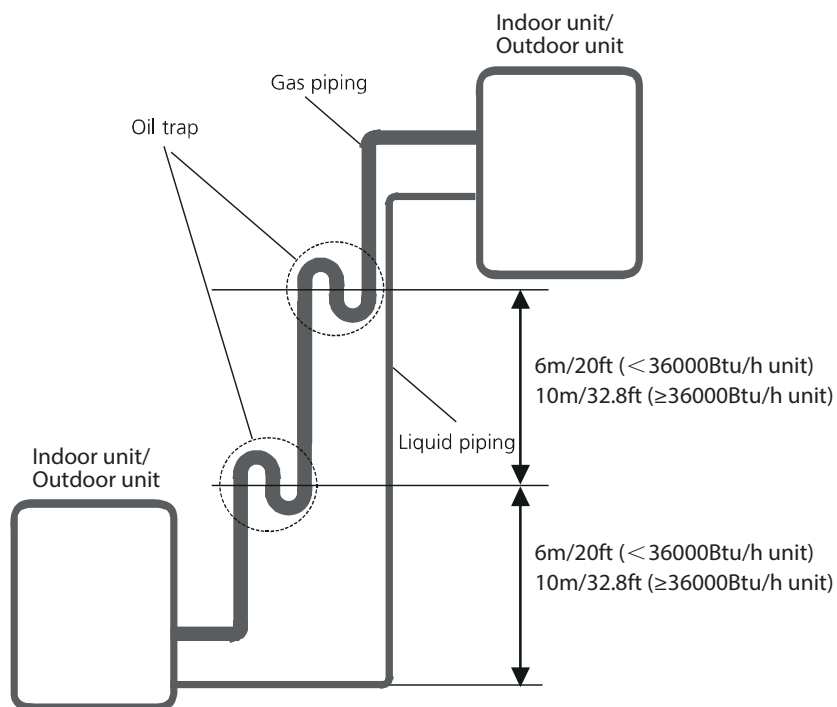 Indoor unit/
Outdoor unit
Gas piping
Oil trap
6m/20ft (<36000Btu/h unit)
10m/32.8ft (≥36000Btu/h unit)
Liquid piping
Indoor unit/
Outdoor unit
6m/20ft (<36000Btu/h unit)
10m/32.8ft (≥36000Btu/h unit)